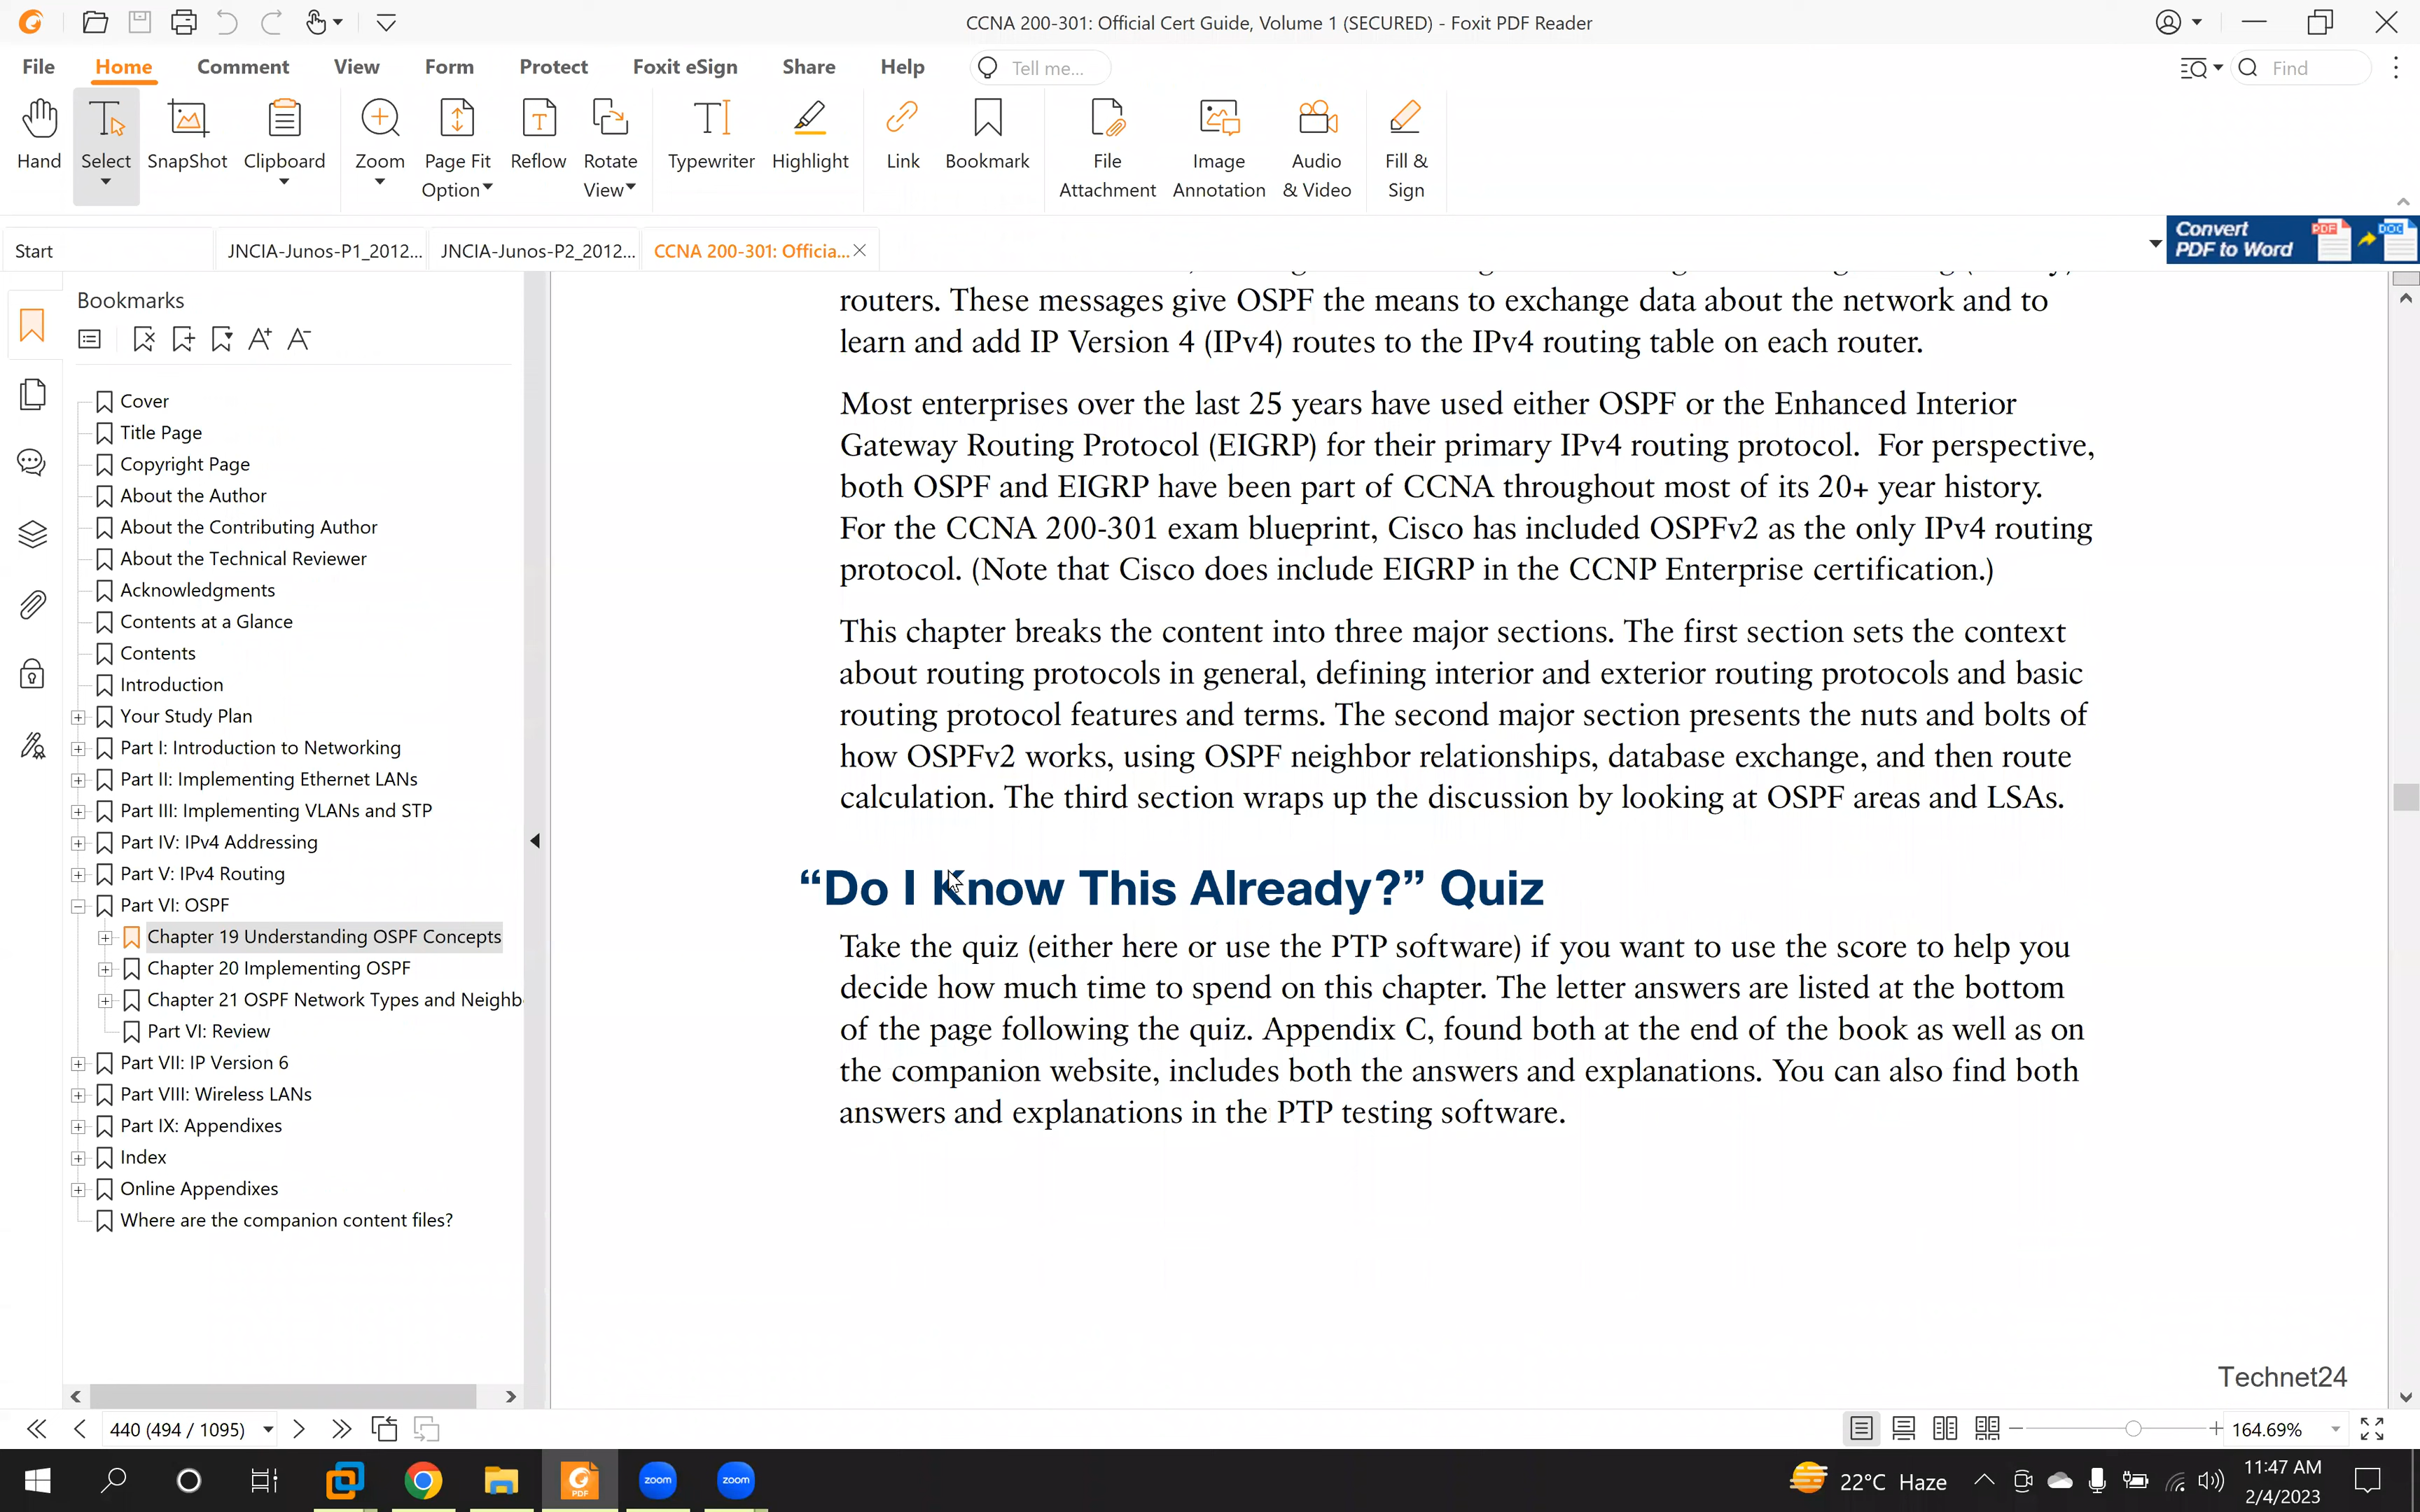 CCNA 200-301: Official Cert Guide, Volume 1 (SECURED) - Foxit PDF Reader
File Home Comment View Form Protect Foxit eSign Share Help Tell me... Find
Hand Select SnapShot Clipboard Zoom Page Fit Option Reflow Rotate View Typewriter Highlight Link Bookmark File Attachment Image Annotation Audio & Video Fill & Sign
Start JNCIA-Junos-P1_2012... JNCIA-Junos-P2_2012... CCNA 200-301: Officia...
Convert
PDF to Word
PDF DOC
Bookmarks
Cover
Title Page
Copyright Page
About the Author
About the Contributing Author
About the Technical Reviewer
Acknowledgments
Contents at a Glance
Contents
Introduction
Your Study Plan
Part I: Introduction to Networking
Part II: Implementing Ethernet LANs
Part III: Implementing VLANs and STP
Part IV: IPv4 Addressing
Part V: IPv4 Routing
Part VI: OSPF
Chapter 19 Understanding OSPF Concepts
Chapter 20 Implementing OSPF
Chapter 21 OSPF Network Types and Neighb
Part VI: Review
Part VII: IP Version 6
Part VIII: Wireless LANs
Part IX: Appendixes
Index
Online Appendixes
Where are the companion content files?
routers. These messages give OSPF the means to exchange data about the network and to
learn and add IP Version 4 (IPv4) routes to the IPv4 routing table on each router.
Most enterprises over the last 25 years have used either OSPF or the Enhanced Interior
Gateway Routing Protocol (EIGRP) for their primary IPv4 routing protocol. For perspective,
both OSPF and EIGRP have been part of CCNA throughout most of its 20+ year history.
For the CCNA 200-301 exam blueprint, Cisco has included OSPFv2 as the only IPv4 routing
protocol. (Note that Cisco does include EIGRP in the CCNP Enterprise certification.)
This chapter breaks the content into three major sections. The first section sets the context
about routing protocols in general, defining interior and exterior routing protocols and basic
routing protocol features and terms. The second major section presents the nuts and bolts of
how OSPFv2 works, using OSPF neighbor relationships, database exchange, and then route
calculation. The third section wraps up the discussion by looking at OSPF areas and LSAs.
“Do I Know This Already?” Quiz
Take the quiz (either here or use the PTP software) if you want to use the score to help you
decide how much time to spend on this chapter. The letter answers are listed at the bottom
of the page following the quiz. Appendix C, found both at the end of the book as well as on
the companion website, includes both the answers and explanations. You can also find both
answers and explanations in the PTP testing software.
Technet24
440 (494 / 1095) 164.69%
PDF zoom zoom 22°C Haze 11:47 AM
2/4/2023